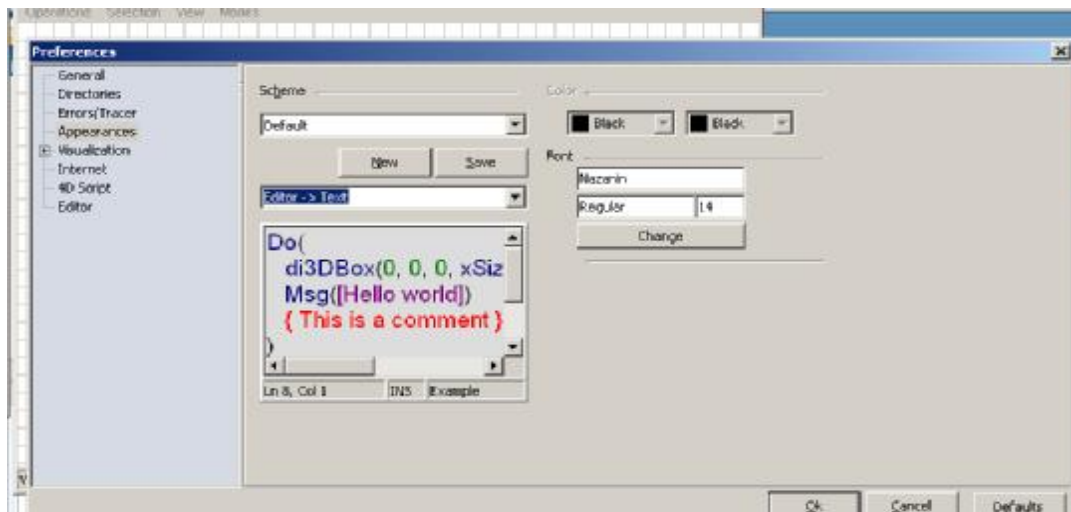 Operations Selection View Modes
Preferences
General
Directories
Errors/Tracer
Appearances
Visualization
Internet
4D Script
Editor
Scheme
Default
New Save
Editor -> Text
Do(
di3DBox(0, 0, 0, xSiz
Msg([Hello world])
{ This is a comment }
)
Ln 8, Col 1 INS Example
Color
Black Black
Font
Nazanin
Regular 14
Change
Ok Cancel Defaults